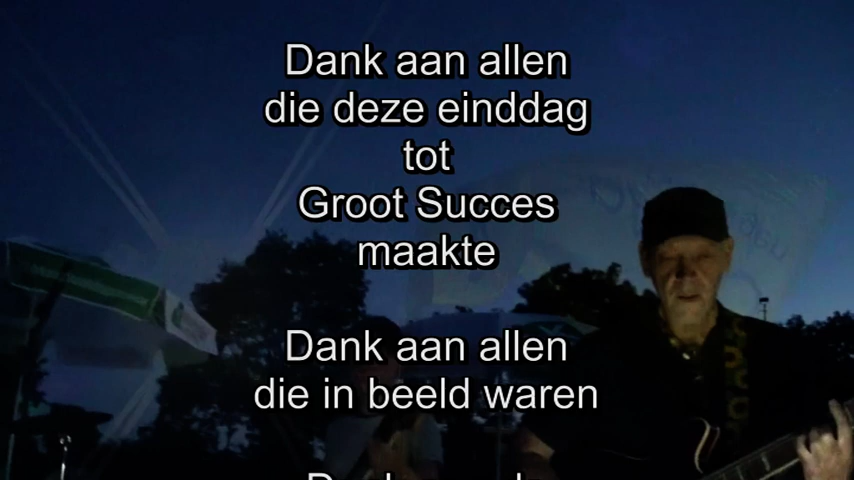 Dank aan allen
die deze einddag
tot
Groot Succes
maakte
Dank aan allen
die in beeld waren